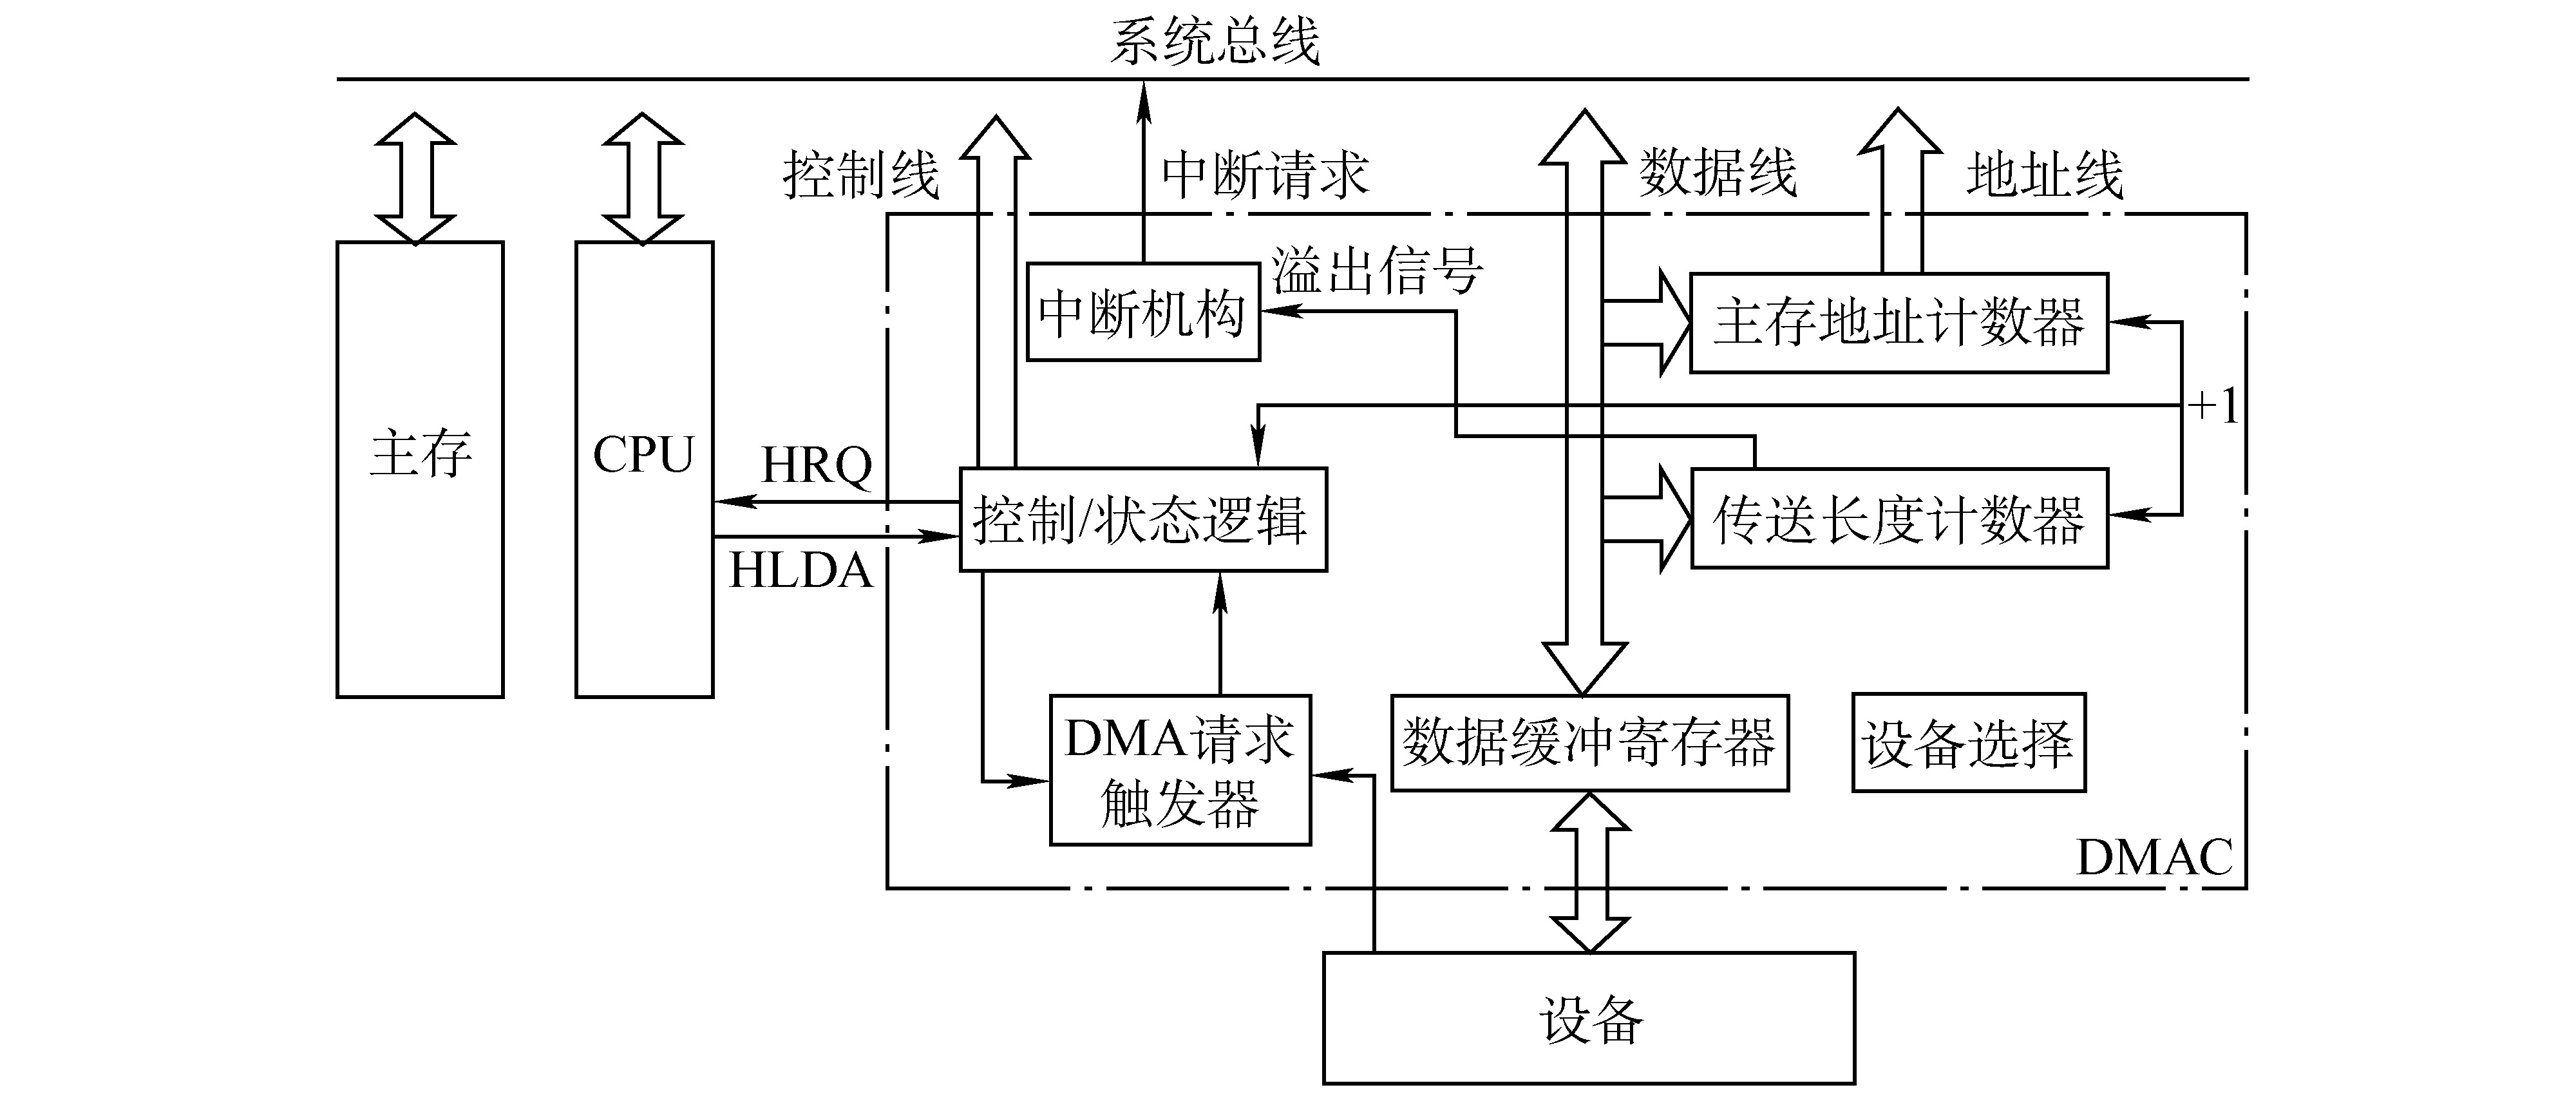 系统总线
控制线
中断请求
数据线
地址线
溢出信号
中断机构
主存地址计数器
+1
主存
CPU
HRQ
HLDA
控制/状态逻辑
传送长度计数器
DMA请求
触发器
数据缓冲寄存器
设备选择
DMAC
设备